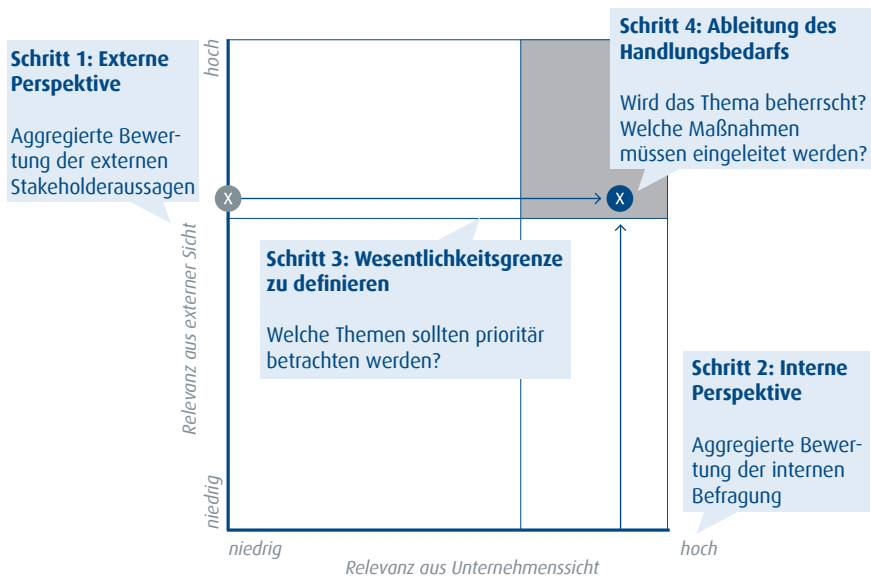 Schritt 1: Externe
Perspektive
Aggregierte Bewer-
tung der externen
Stakeholderaussagen
hoch
Schritt 4: Ableitung des
Handlungsbedarfs
Wird das Thema beherrscht?
Welche Maßnahmen
müssen eingeleitet werden?
X
X
Schritt 3: Wesentlichkeitsgrenze
zu definieren
Welche Themen sollten prioritär
betrachten werden?
Relevanz aus externer Sicht
Schritt 2: Interne
Perspektive
Aggregierte Bewer-
tung der internen
Befragung
niedrig
niedrig
hoch
Relevanz aus Unternehmenssicht